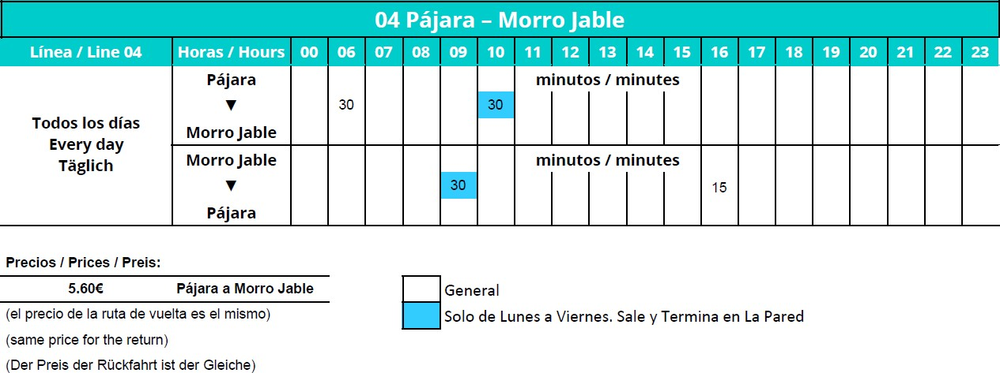 04 Pájara – Morro Jable
Línea / Line 04 Horas / Hours 00 06 07 08 09 10 11 12 13 14 15 16 17 18 19 20 21 22 23
Todos los días
Every day
Täglich
Pájara minutos / minutes
▼ 30 30
Morro Jable
Morro Jable minutos / minutes
▼ 30 15
Pájara
Precios / Prices / Preis:
5.60€ Pájara a Morro Jable
(el precio de la ruta de vuelta es el mismo)
(same price for the return)
(Der Preis der Rückfahrt ist der Gleiche)
General
Solo de Lunes a Viernes. Sale y Termina en La Pared